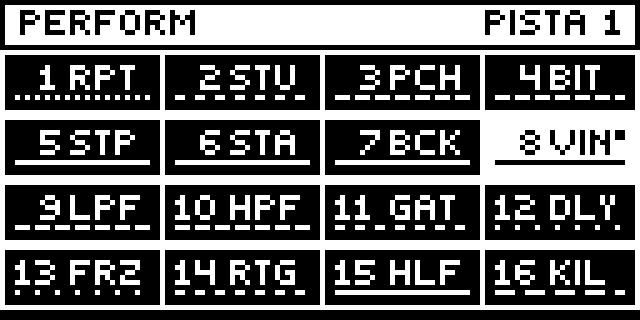 PERFORM PISTA 1
1 RPT 2 STU 3 PCH 4 BIT
5 STP 6 STA 7 BCK 8 VIN
9 LPF 10 HPF 11 GAT 12 DLY
13 FRZ 14 RTG 15 HLF 16 KIL